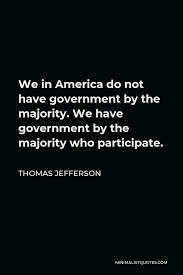 We in America do not
have government by the
majority. We have
government by the
majority who participate.
THOMAS JEFFERSON
MINIMALISTQUOTES.COM